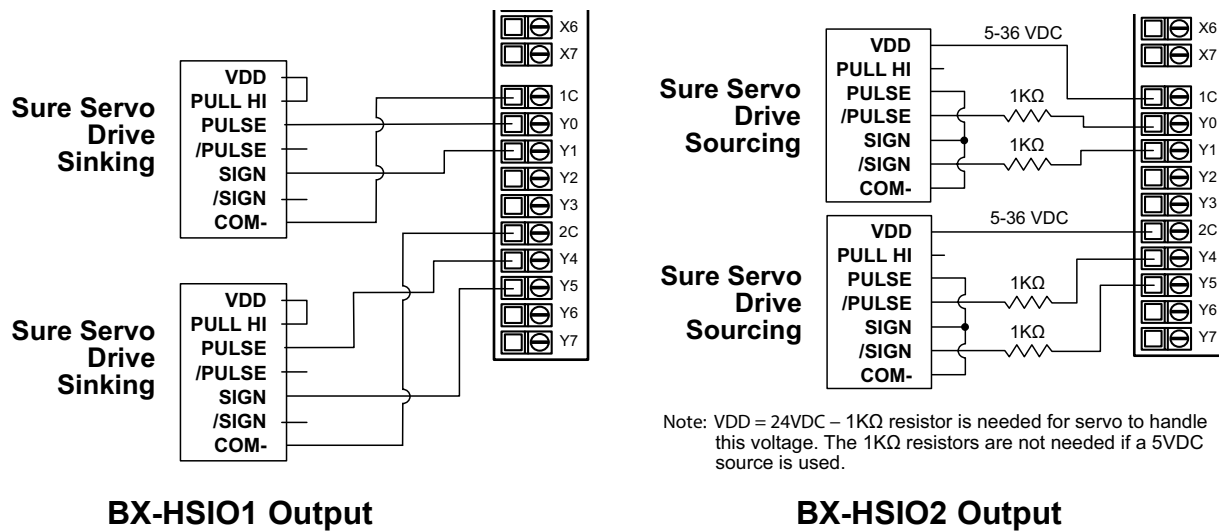 X6
X7
1C
Y0
Y1
Y2
Y3
2C
Y4
Y5
Y6
Y7
Sure Servo
Drive
Sinking
VDD
PULL HI
PULSE
/PULSE
SIGN
/SIGN
COM-
Sure Servo
Drive
Sinking
VDD
PULL HI
PULSE
/PULSE
SIGN
/SIGN
COM-
BX-HSIO1 Output
X6
X7
1C
Y0
Y1
Y2
Y3
2C
Y4
Y5
Y6
Y7
Sure Servo
Drive
Sourcing
VDD
PULL HI
PULSE
/PULSE
SIGN
/SIGN
COM-
5-36 VDC
1KΩ
1KΩ
Sure Servo
Drive
Sourcing
VDD
PULL HI
PULSE
/PULSE
SIGN
/SIGN
COM-
5-36 VDC
1KΩ
1KΩ
Note: VDD = 24VDC – 1KΩ resistor is needed for servo to handle
this voltage. The 1KΩ resistors are not needed if a 5VDC
source is used.
BX-HSIO2 Output